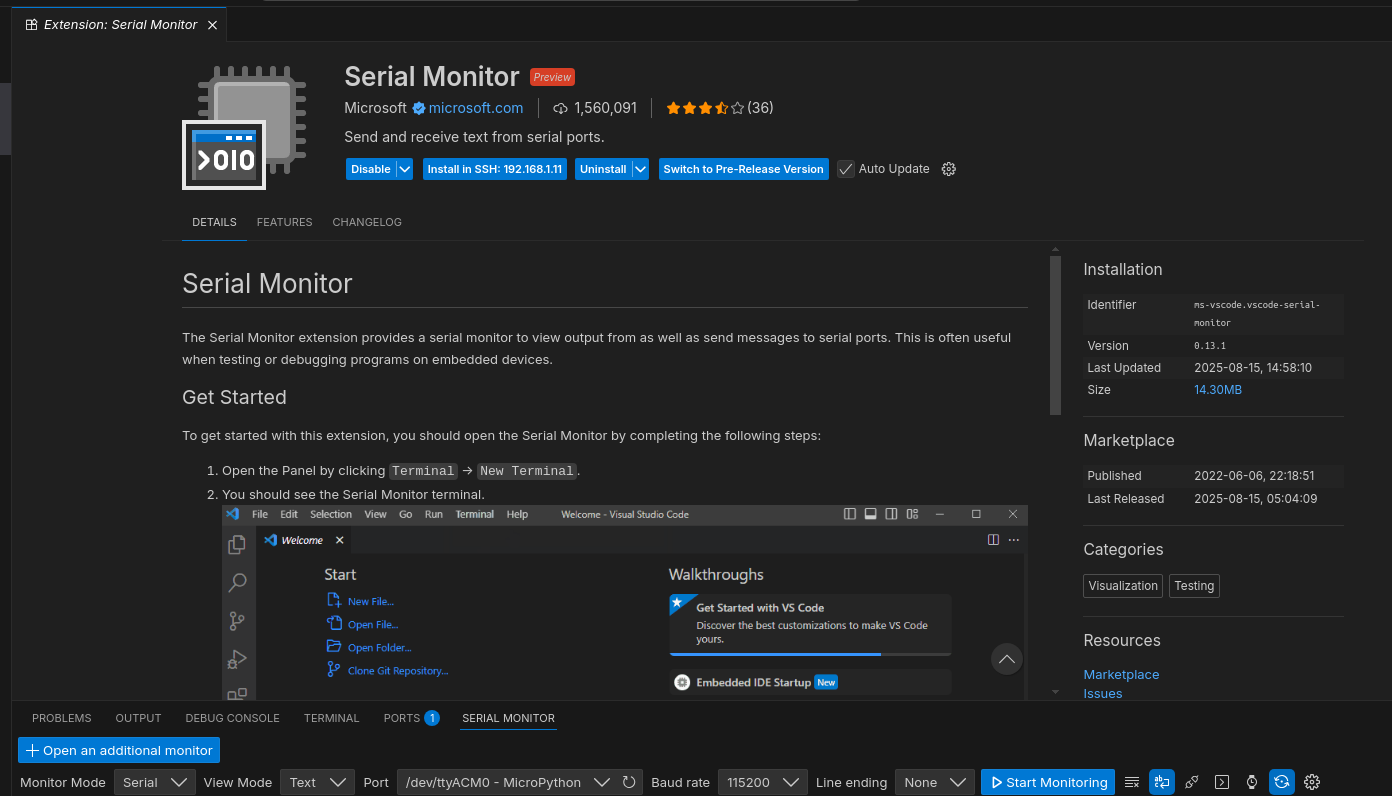 Extension: Serial Monitor
Serial Monitor Preview
Microsoft microsoft.com 1,560,091 (36)
Send and receive text from serial ports.
Disable Install in SSH: 192.168.1.11 Uninstall Switch to Pre-Release Version Auto Update
>OIO
DETAILS FEATURES CHANGELOG
Serial Monitor
The Serial Monitor extension provides a serial monitor to view output from as well as send messages to serial ports. This is often useful
when testing or debugging programs on embedded devices.
Get Started
To get started with this extension, you should open the Serial Monitor by completing the following steps:
1. Open the Panel by clicking Terminal → New Terminal.
2. You should see the Serial Monitor terminal.
File Edit Selection View Go Run Terminal Help Welcome - Visual Studio Code
Welcome
Start
New File...
Open File...
Open Folder...
Clone Git Repository...
Walkthroughs
Get Started with VS Code
Discover the best customizations to make VS Code
yours.
Embedded IDE Startup New
Installation
Identifier ms-vscode.vscode-serial-
monitor
Version 0.13.1
Last Updated 2025-08-15, 14:58:10
Size 14.30MB
Marketplace
Published 2022-06-06, 22:18:51
Last Released 2025-08-15, 05:04:09
Categories
Visualization Testing
Resources
Marketplace
Issues
PROBLEMS OUTPUT DEBUG CONSOLE TERMINAL PORTS 1 SERIAL MONITOR
Open an additional monitor
Monitor Mode Serial View Mode Text Port /dev/ttyACM0 - MicroPython Baud rate 115200 Line ending None Start Monitoring